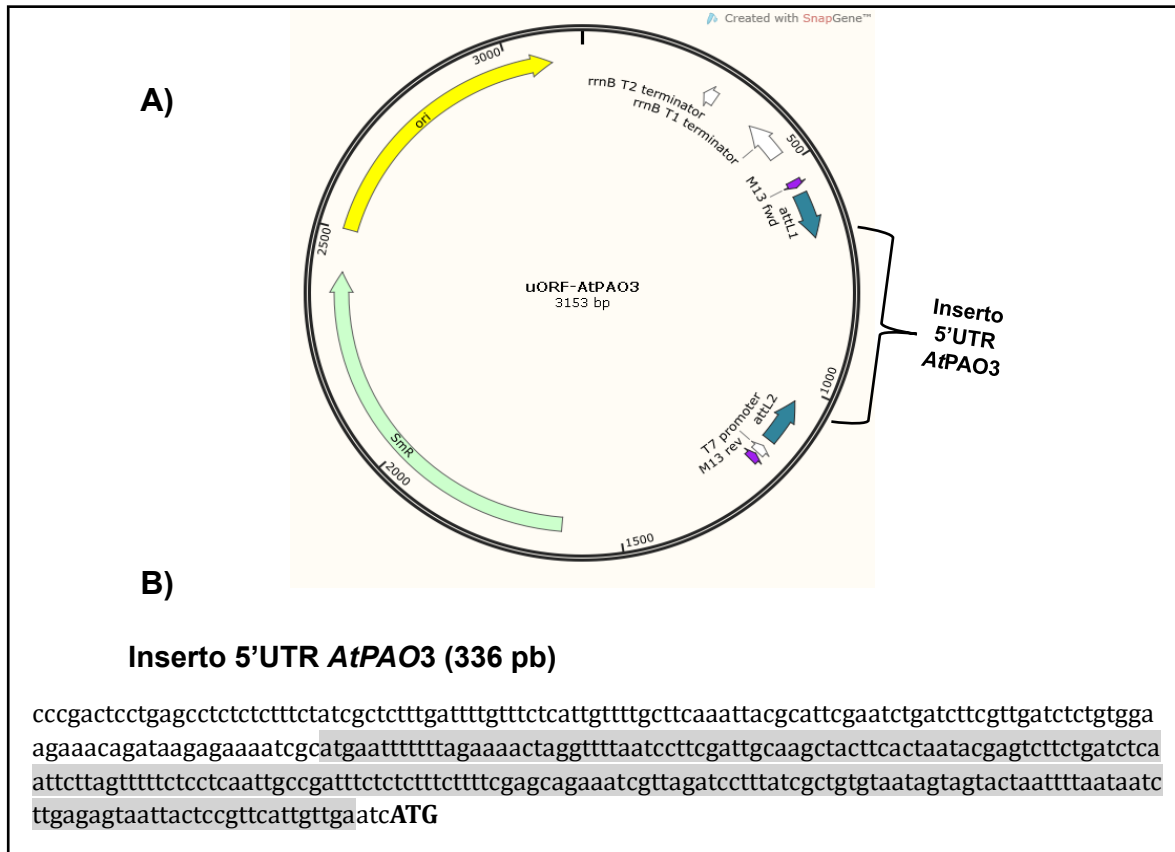 Created with SnapGene™
A)
3000
ori
rrnB T2 terminator
rrnB T1 terminator
500
M13 fwd
attL1
2500
uORF-AtPAO3
3153 bp
Inserto
5'UTR
AtPAO3
1000
T7 promoter
attL2
M13 rev
SmR
2000
1500
B)
Inserto 5'UTR AtPAO3 (336 pb)
cccgactcctgagcctctctctttctatcgctctttgattttgtttctcattgttttgcttcaaattacgcattcgaatctgatcttcgttgatctctgtgga
agaaacagataagagaaaatcgcatgaatttttttagaaaactaggttttaatccttcgattgcaagctacttcactaatacgagtcttctgatctca
attcttagtttttctcctcaattgccgatttctctctttcttttcgagcagaaatcgttagatcctttatcgctgtgtaatagtagtactaattttaataatc
ttgagagtaattactccgttcattgttgaatcATG